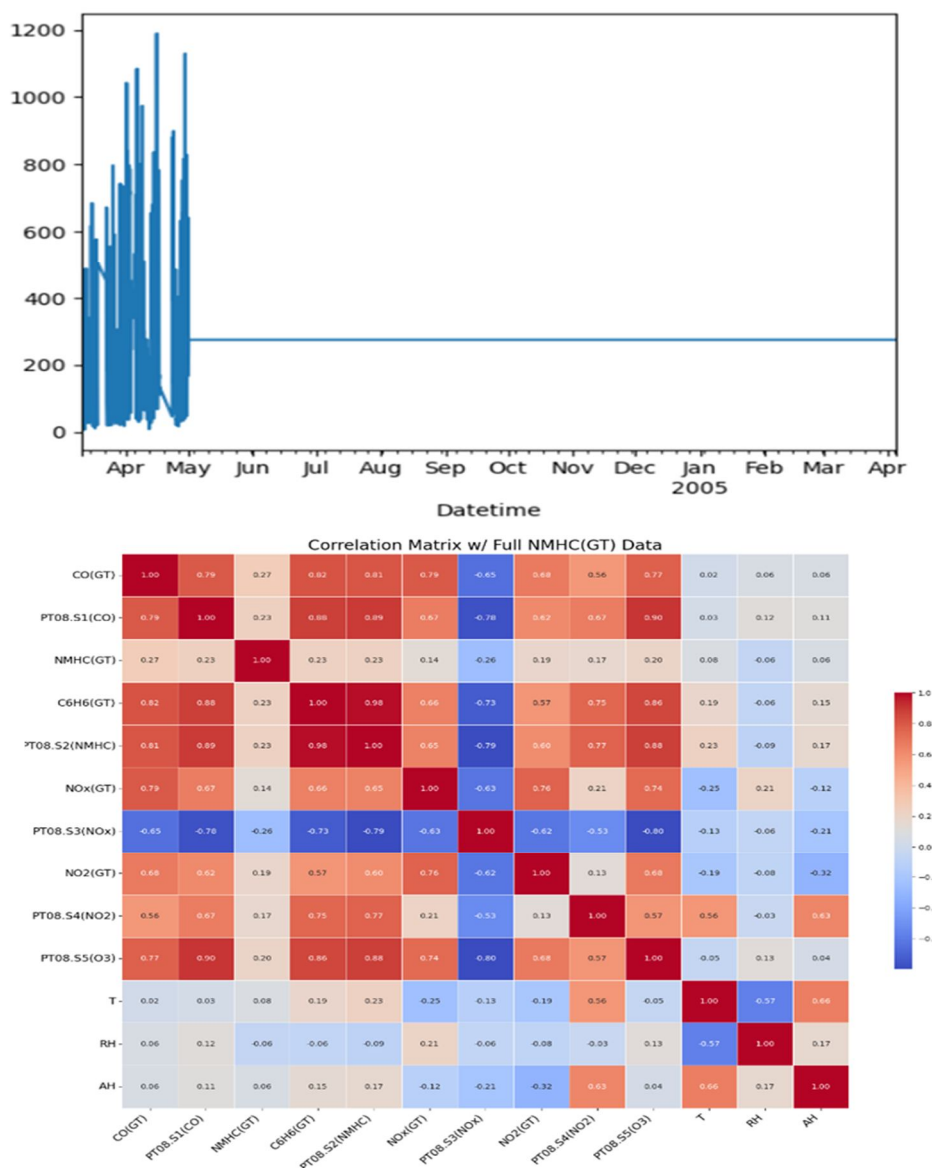 1200
1000
800
600
400
200
0
Apr May Jun Jul Aug Sep Oct Nov Dec Jan Feb Mar Apr
2005
Datetime
Correlation Matrix w/ Full NMHC(GT) Data
CO(GT) 1.00 0.79 0.27 0.82 0.81 0.79 -0.65 0.68 0.56 0.77 0.02 0.06 0.06
PT08.S1(CO) 0.79 1.00 0.23 0.88 0.89 0.67 -0.78 0.62 0.67 0.90 0.03 0.12 0.11
NMHC(GT) 0.27 0.23 1.00 0.23 0.23 0.14 -0.26 0.19 0.17 0.20 0.08 -0.06 0.06
C6H6(GT) 0.82 0.88 0.23 1.00 0.98 0.66 -0.73 0.57 0.75 0.86 0.19 -0.06 0.15
PT08.S2(NMHC) 0.81 0.89 0.23 0.98 1.00 0.65 -0.79 0.60 0.77 0.88 0.23 -0.09 0.17
NOx(GT) 0.79 0.67 0.14 0.66 0.65 1.00 -0.63 0.76 0.21 0.74 -0.25 0.21 -0.12
PT08.S3(NOx) -0.65 -0.78 -0.26 -0.73 -0.79 -0.63 1.00 -0.62 -0.53 -0.80 -0.13 -0.06 -0.21
NO2(GT) 0.68 0.62 0.19 0.57 0.60 0.76 -0.62 1.00 0.13 0.68 -0.19 -0.08 -0.32
PT08.S4(NO2) 0.56 0.67 0.17 0.75 0.77 0.21 -0.53 0.13 1.00 0.57 0.56 -0.03 0.63
PT08.S5(O3) 0.77 0.90 0.20 0.86 0.88 0.74 -0.80 0.68 0.57 1.00 -0.05 0.13 0.04
T 0.02 0.03 0.08 0.19 0.23 -0.25 -0.13 -0.19 0.56 -0.05 1.00 -0.57 0.66
RH 0.06 0.12 -0.06 -0.06 -0.09 0.21 -0.06 -0.08 -0.03 0.13 -0.57 1.00 0.17
AH 0.06 0.11 0.06 0.15 0.17 -0.12 -0.21 -0.32 0.63 0.04 0.66 0.17 1.00
CO(GT) PT08.S1(CO) NMHC(GT) C6H6(GT) PT08.S2(NMHC) NOx(GT) PT08.S3(NOx) NO2(GT) PT08.S4(NO2) PT08.S5(O3) T RH AH
1.0